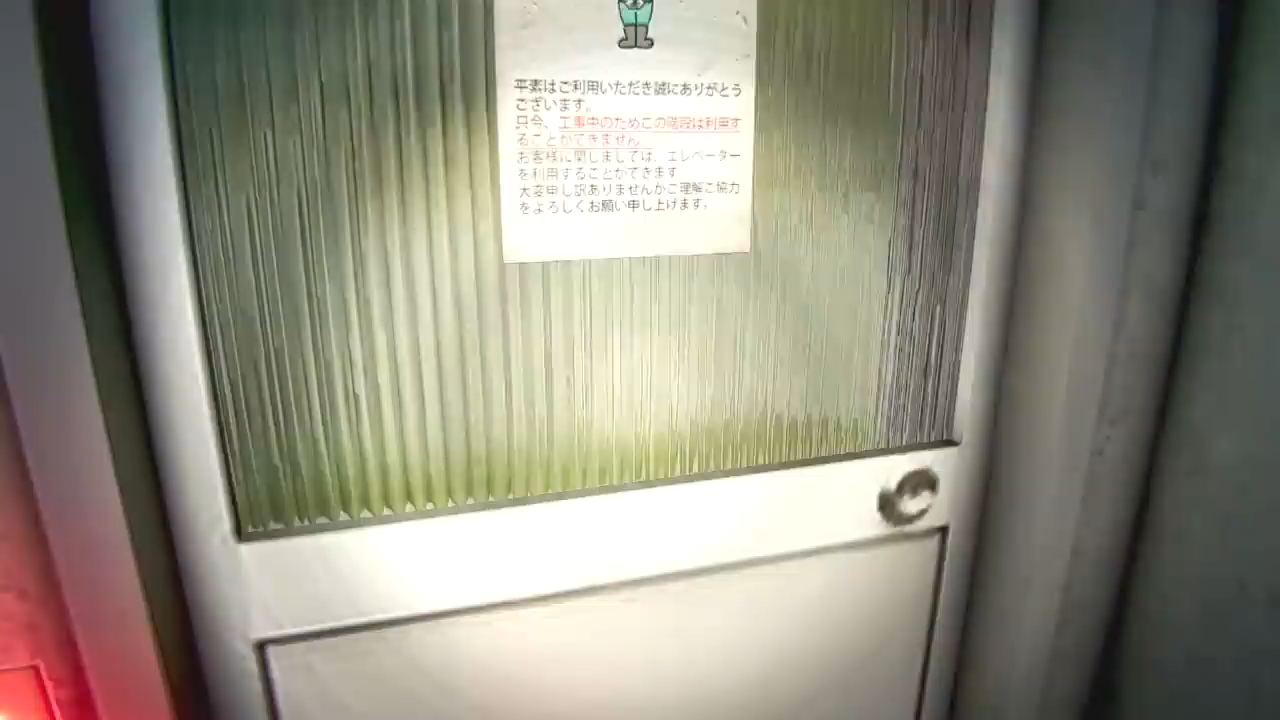 平素はご利用いただき誠にありがとう
ございます。
只今、工事中のためこの階段は利用す
ることができません
お客様に関しましては、エレベーター
を利用することができます
大変申し訳ありませんがご理解ご協力
をよろしくお願い申し上げます。